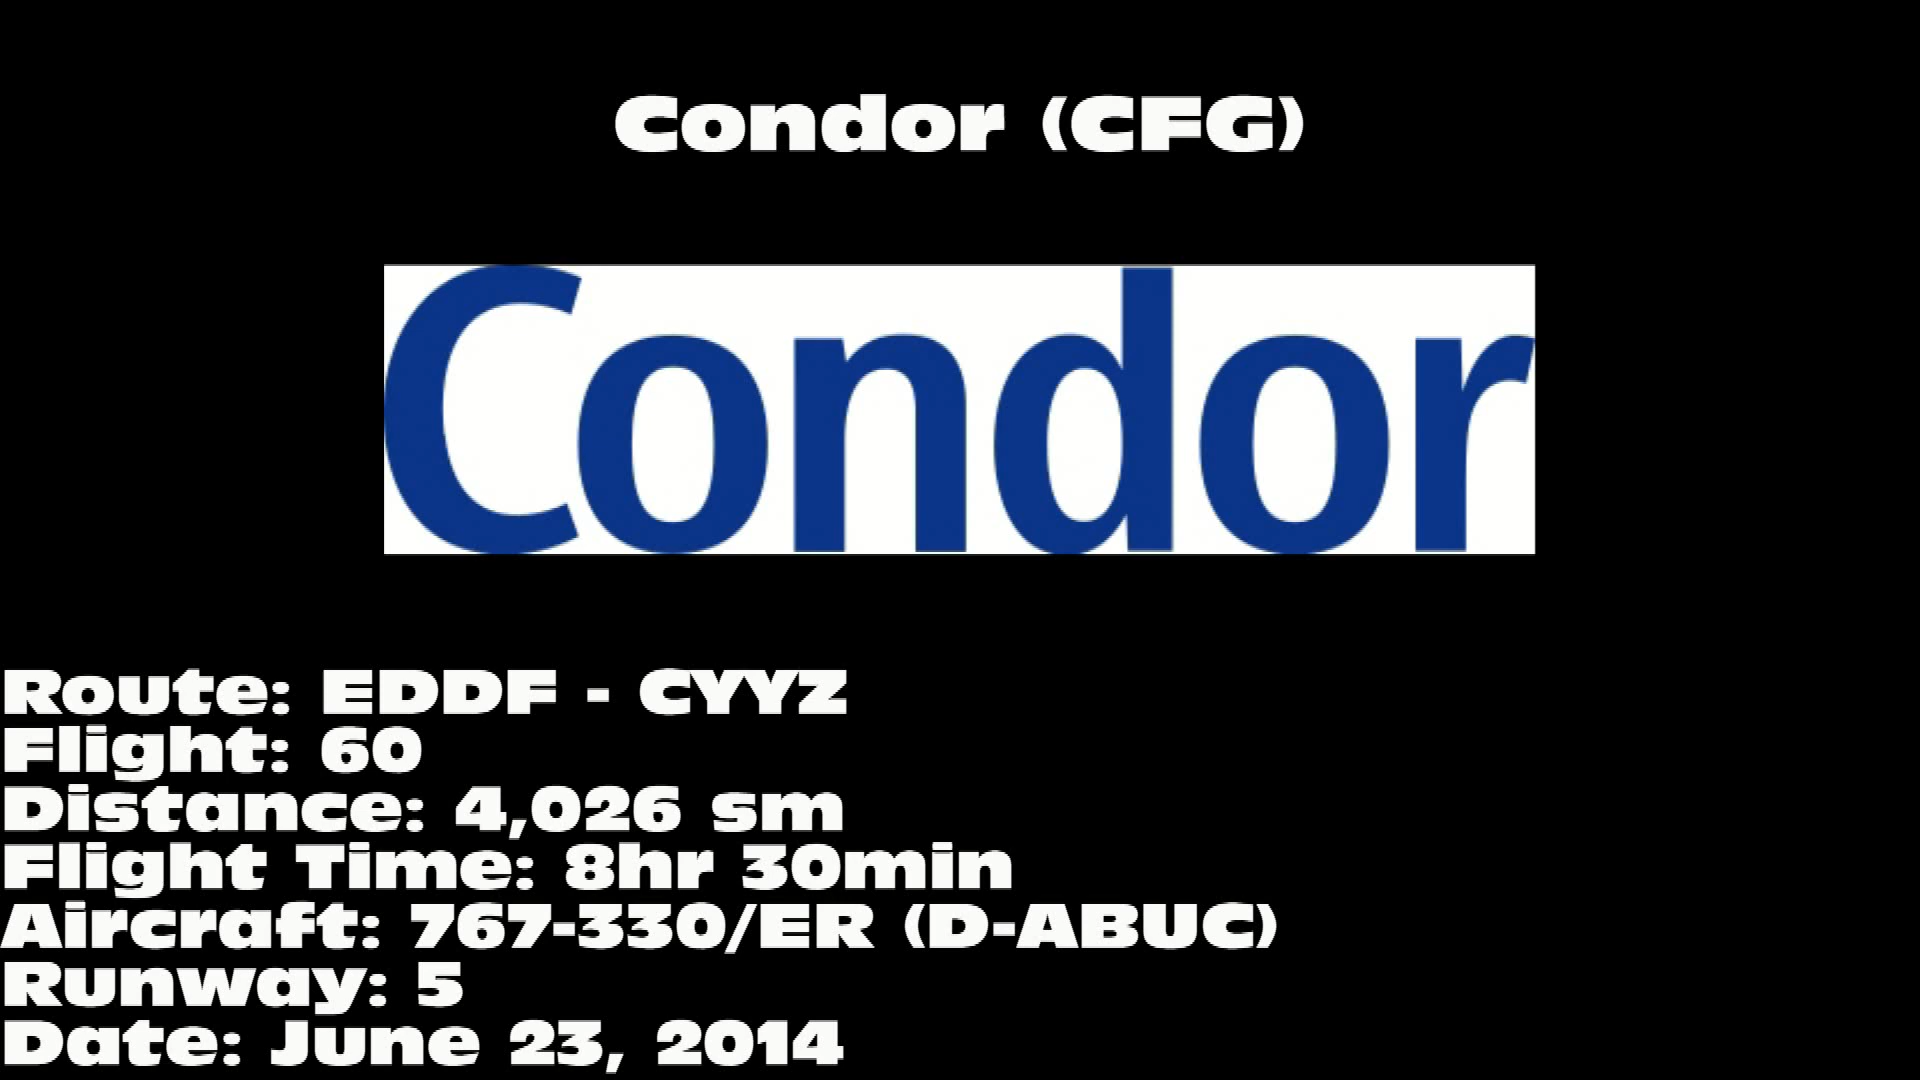 Condor (CFG)
Condor
Route: EDDF - CYYZ
Flight: 60
Distance: 4,026 sm
Flight Time: 8hr 30min
Aircraft: 767-330/ER (D-ABUC)
Runway: 5
Date: June 23, 2014